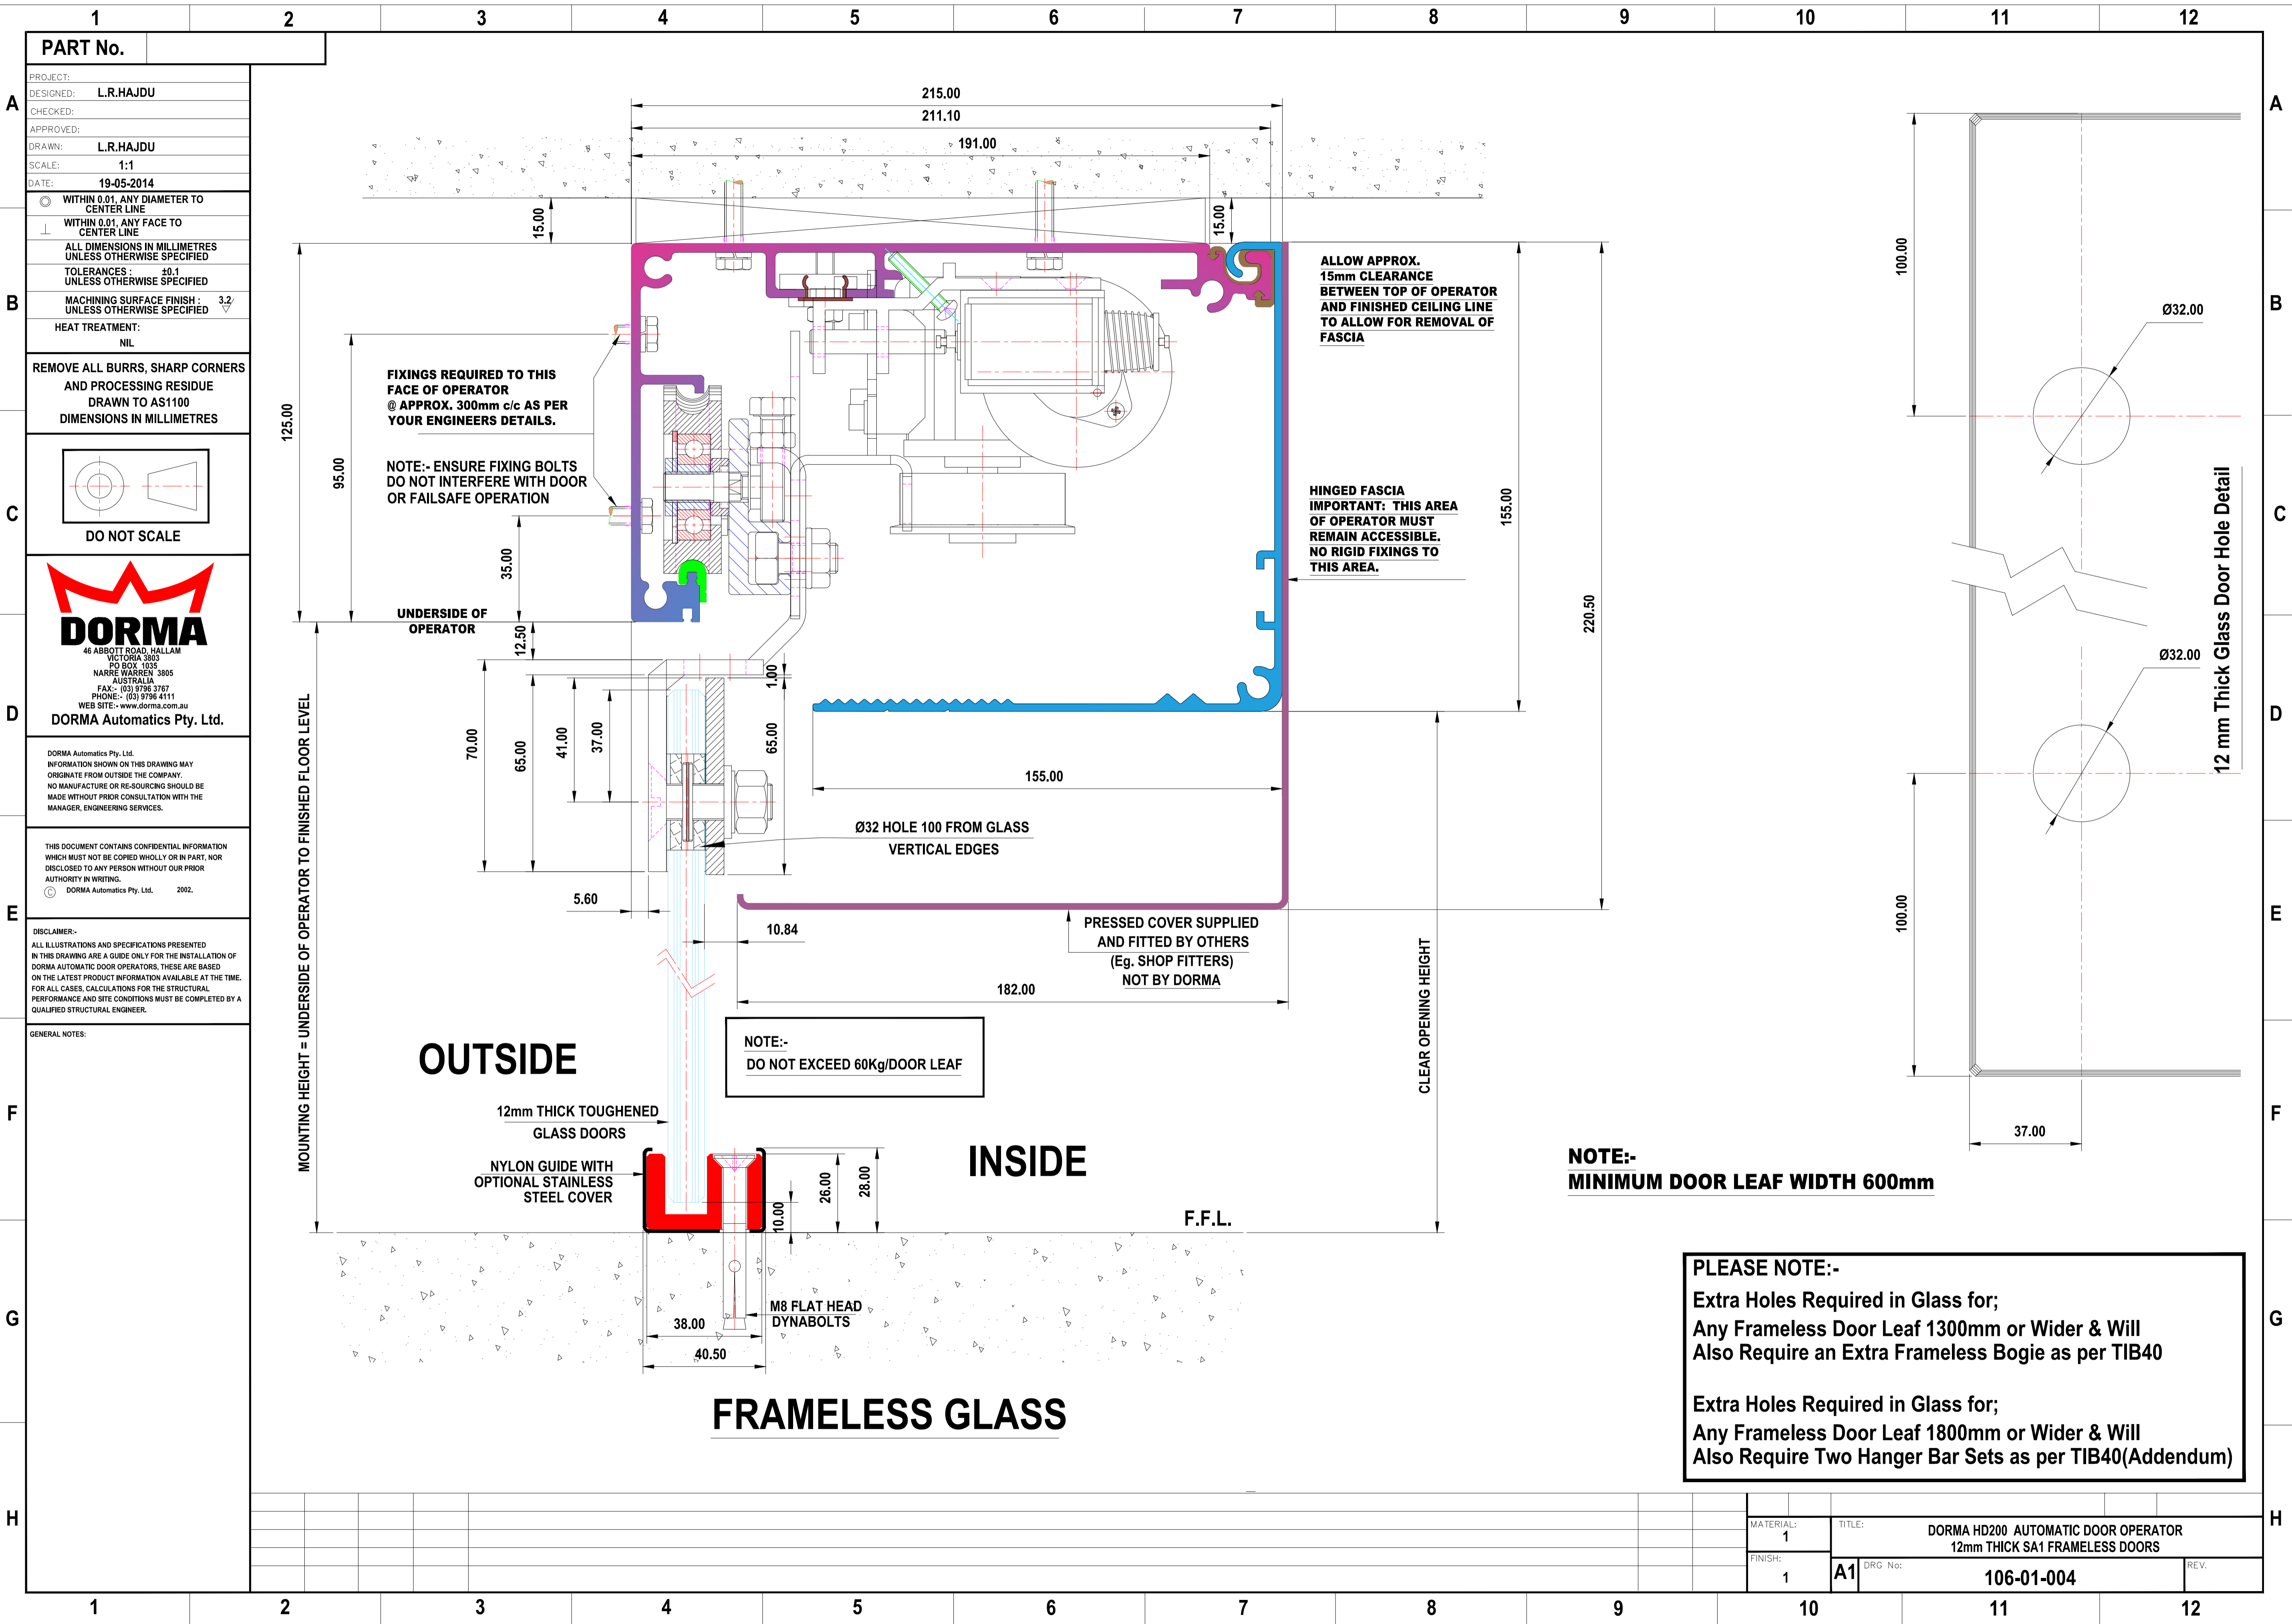 1 2 3 4 5 6 7 8 9 10 11 12
A
B
C
D
E
F
G
H
PART No.
PROJECT:
DESIGNED: L.R.HAJDU
CHECKED:
APPROVED:
DRAWN: L.R.HAJDU
SCALE: 1:1
DATE: 19-05-2014
WITHIN 0.01, ANY DIAMETER TO
CENTER LINE
WITHIN 0.01, ANY FACE TO
CENTER LINE
ALL DIMENSIONS IN MILLIMETRES
UNLESS OTHERWISE SPECIFIED
TOLERANCES : ±0.1
UNLESS OTHERWISE SPECIFIED
MACHINING SURFACE FINISH : 3.2
UNLESS OTHERWISE SPECIFIED
HEAT TREATMENT:
NIL
REMOVE ALL BURRS, SHARP CORNERS
AND PROCESSING RESIDUE
DRAWN TO AS1100
DIMENSIONS IN MILLIMETRES
DO NOT SCALE
DORMA
46 ABBOTT ROAD, HALLAM
VICTORIA 3803
PO BOX 1035
NARRE WARREN 3805
AUSTRALIA
FAX:- (03) 9796 3767
PHONE:- (03) 9796 4111
WEB SITE:- www.dorma.com.au
DORMA Automatics Pty. Ltd.
DORMA Automatics Pty. Ltd.
INFORMATION SHOWN ON THIS DRAWING MAY
ORIGINATE FROM OUTSIDE THE COMPANY.
NO MANUFACTURE OR RE-SOURCING SHOULD BE
MADE WITHOUT PRIOR CONSULTATION WITH THE
MANAGER, ENGINEERING SERVICES.
THIS DOCUMENT CONTAINS CONFIDENTIAL INFORMATION
WHICH MUST NOT BE COPIED WHOLLY OR IN PART, NOR
DISCLOSED TO ANY PERSON WITHOUT OUR PRIOR
AUTHORITY IN WRITING.
© DORMA Automatics Pty. Ltd. 2002.
DISCLAIMER:-
ALL ILLUSTRATIONS AND SPECIFICATIONS PRESENTED
IN THIS DRAWING ARE A GUIDE ONLY FOR THE INSTALLATION OF
DORMA AUTOMATIC DOOR OPERATORS, THESE ARE BASED
ON THE LATEST PRODUCT INFORMATION AVAILABLE AT THE TIME.
FOR ALL CASES, CALCULATIONS FOR THE STRUCTURAL
PERFORMANCE AND SITE CONDITIONS MUST BE COMPLETED BY A
QUALIFIED STRUCTURAL ENGINEER.
GENERAL NOTES:
215.00
211.10
191.00
15.00
15.00
125.00
95.00
35.00
FIXINGS REQUIRED TO THIS
FACE OF OPERATOR
@ APPROX. 300mm c/c AS PER
YOUR ENGINEERS DETAILS.
NOTE:- ENSURE FIXING BOLTS
DO NOT INTERFERE WITH DOOR
OR FAILSAFE OPERATION
UNDERSIDE OF
OPERATOR
12.50
ALLOW APPROX.
15mm CLEARANCE
BETWEEN TOP OF OPERATOR
AND FINISHED CEILING LINE
TO ALLOW FOR REMOVAL OF
FASCIA
HINGED FASCIA
IMPORTANT: THIS AREA
OF OPERATOR MUST
REMAIN ACCESSIBLE.
NO RIGID FIXINGS TO
THIS AREA.
155.00
220.50
MOUNTING HEIGHT = UNDERSIDE OF OPERATOR TO FINISHED FLOOR LEVEL
70.00
65.00
41.00
37.00
1.00
65.00
155.00
Ø32 HOLE 100 FROM GLASS
VERTICAL EDGES
5.60
10.84
PRESSED COVER SUPPLIED
AND FITTED BY OTHERS
(Eg. SHOP FITTERS)
NOT BY DORMA
182.00
CLEAR OPENING HEIGHT
OUTSIDE
NOTE:-
DO NOT EXCEED 60Kg/DOOR LEAF
12mm THICK TOUGHENED
GLASS DOORS
NYLON GUIDE WITH
OPTIONAL STAINLESS
STEEL COVER
INSIDE
10.00
26.00
28.00
F.F.L.
M8 FLAT HEAD
DYNABOLTS
38.00
40.50
FRAMELESS GLASS
100.00
Ø32.00
Ø32.00
12 mm Thick Glass Door Hole Detail
100.00
37.00
NOTE:-
MINIMUM DOOR LEAF WIDTH 600mm
PLEASE NOTE:-
Extra Holes Required in Glass for;
Any Frameless Door Leaf 1300mm or Wider & Will
Also Require an Extra Frameless Bogie as per TIB40
Extra Holes Required in Glass for;
Any Frameless Door Leaf 1800mm or Wider & Will
Also Require Two Hanger Bar Sets as per TIB40(Addendum)
MATERIAL:
1
FINISH:
1
TITLE:
DORMA HD200 AUTOMATIC DOOR OPERATOR
12mm THICK SA1 FRAMELESS DOORS
A1
DRG No:
106-01-004
REV.
A
B
C
D
E
F
G
H
1 2 3 4 5 6 7 8 9 10 11 12